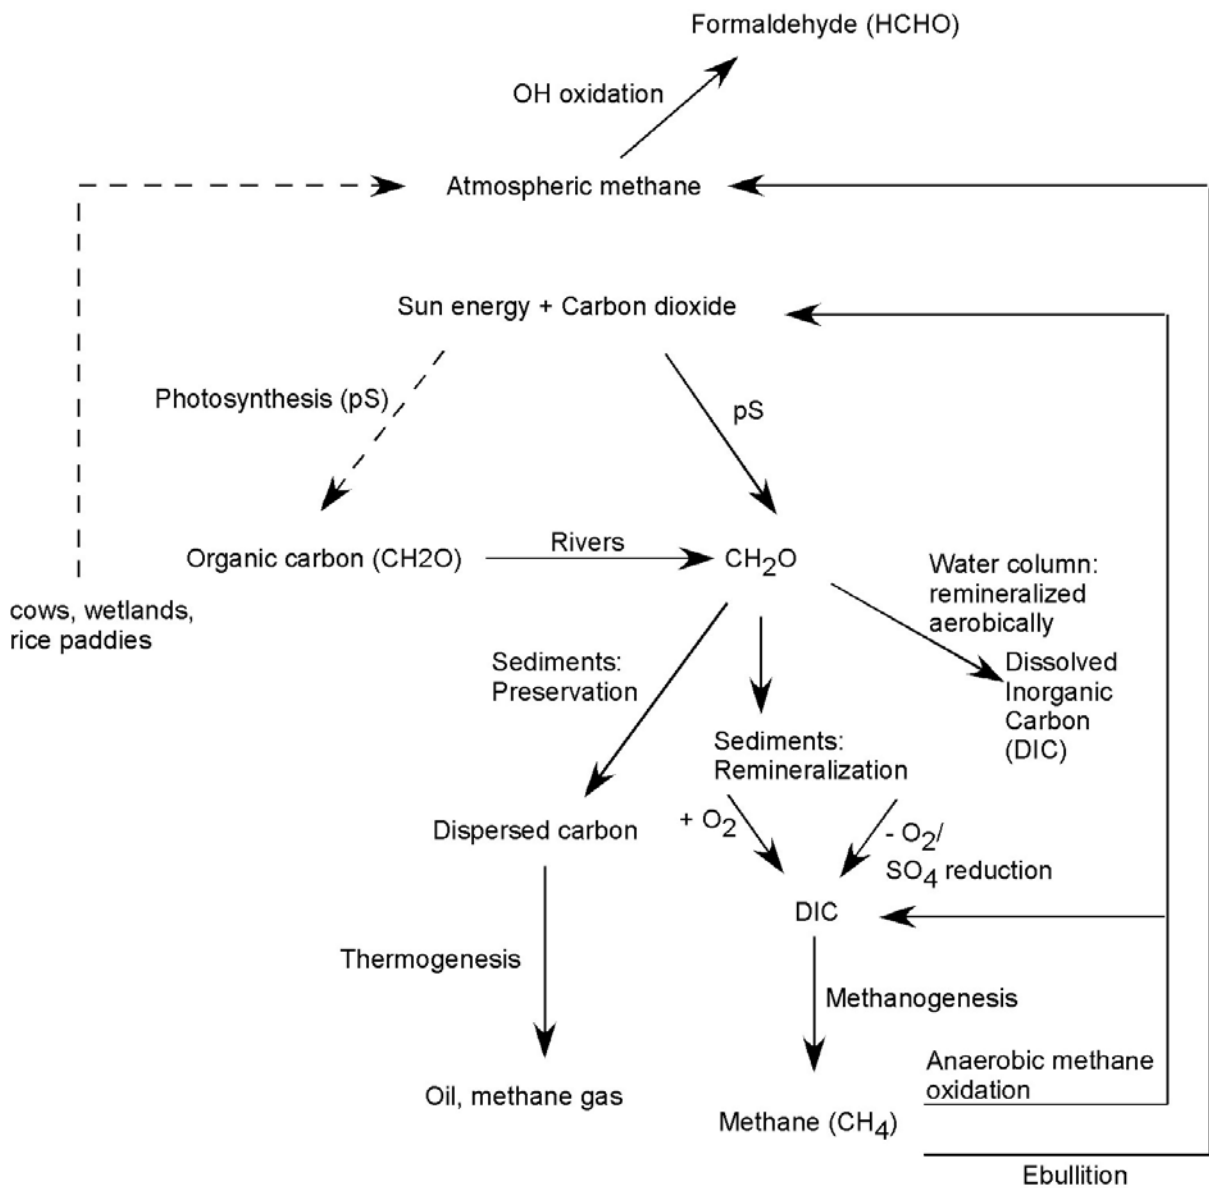 Formaldehyde (HCHO)
OH oxidation
Atmospheric methane
Sun energy + Carbon dioxide
Photosynthesis (pS)
pS
Organic carbon (CH2O)
Rivers
CH₂O
Water column:
remineralized
aerobically
cows, wetlands,
rice paddies
Sediments:
Preservation
Dissolved
Inorganic
Carbon
(DIC)
Sediments:
Remineralization
Dispersed carbon
+ O₂
- O₂/
SO₄ reduction
DIC
Thermogenesis
Methanogenesis
Anaerobic methane
oxidation
Oil, methane gas
Methane (CH₄)
Ebullition